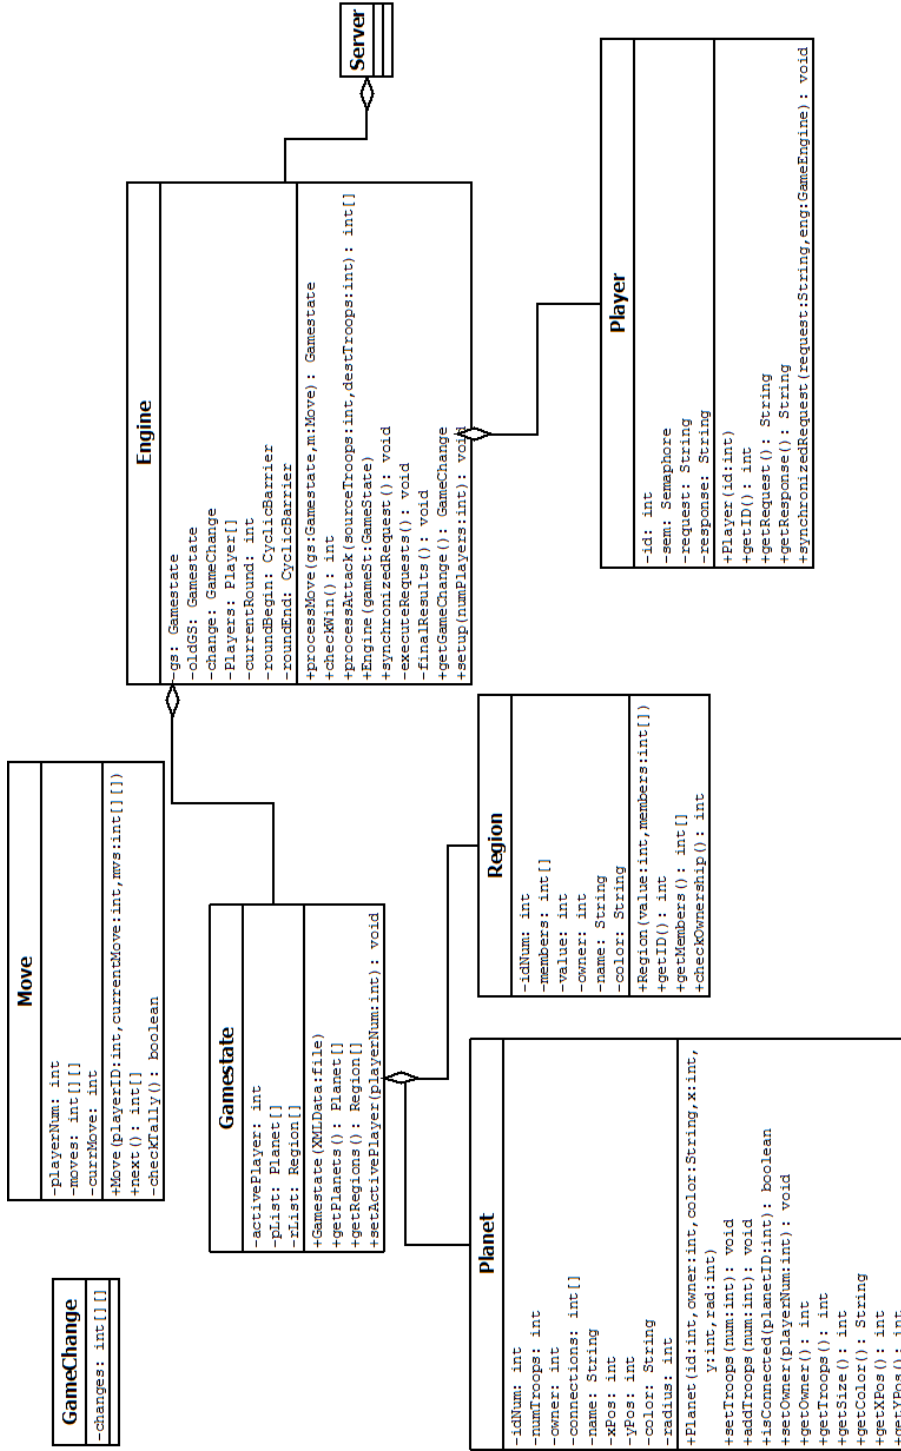 GameChange
-changes: int[][]
Move
-playerNum: int
-moves: int[][]
-currMove: int
+Move(playerID:int,currentMove:int,mvs:int[][])
+next(): int[]
-checkTally(): boolean
Gamestate
-activePlayer: int
-pList: Planet[]
-rList: Region[]
+Gamestate(XMLData:file)
+getPlanets(): Planet[]
+getRegions(): Region[]
+setActivePlayer(playerNum:int): void
Engine
-gs: Gamestate
-oldGS: Gamestate
-change: GameChange
-Players: Player[]
-currentRound: int
-roundBegin: CyclicBarrier
-roundEnd: CyclicBarrier
+processMove(gs:Gamestate,m:Move): Gamestate
+checkWin(): int
+processAttack(sourceTroops:int,destTroops:int): int[]
+Engine(gameSt:GameState)
+synchronizedRequest(): void
-executeRequests(): void
-finalResults(): void
+getGameChange(): GameChange
+setup(numPlayers:int): void
Server
Planet
-idNum: int
-numTroops: int
-owner: int
-connections: int[]
-name: String
-xPos: int
-yPos: int
-color: String
-radius: int
+Planet(id:int,owner:int,color:String,x:int,
y:int,rad:int)
+setTroops(num:int): void
+addTroops(num:int): void
+isConnected(planetID:int): boolean
+setOwner(playerNum:int): void
+getOwner(): int
+getTroops(): int
+getSize(): int
+getColor(): String
+getXPos(): int
+getYPos(): int
Region
-idNum: int
-members: int[]
-value: int
-owner: int
-name: String
-color: String
+Region(value:int,members:int[])
+getID(): int
+getMembers(): int[]
+checkOwnership(): int
Player
-id: int
-sem: Semaphore
-request: String
-response: String
+Player(id:int)
+getID(): int
+getRequest(): String
+getResponse(): String
+synchronizedRequest(request:String,eng:GameEngine): void